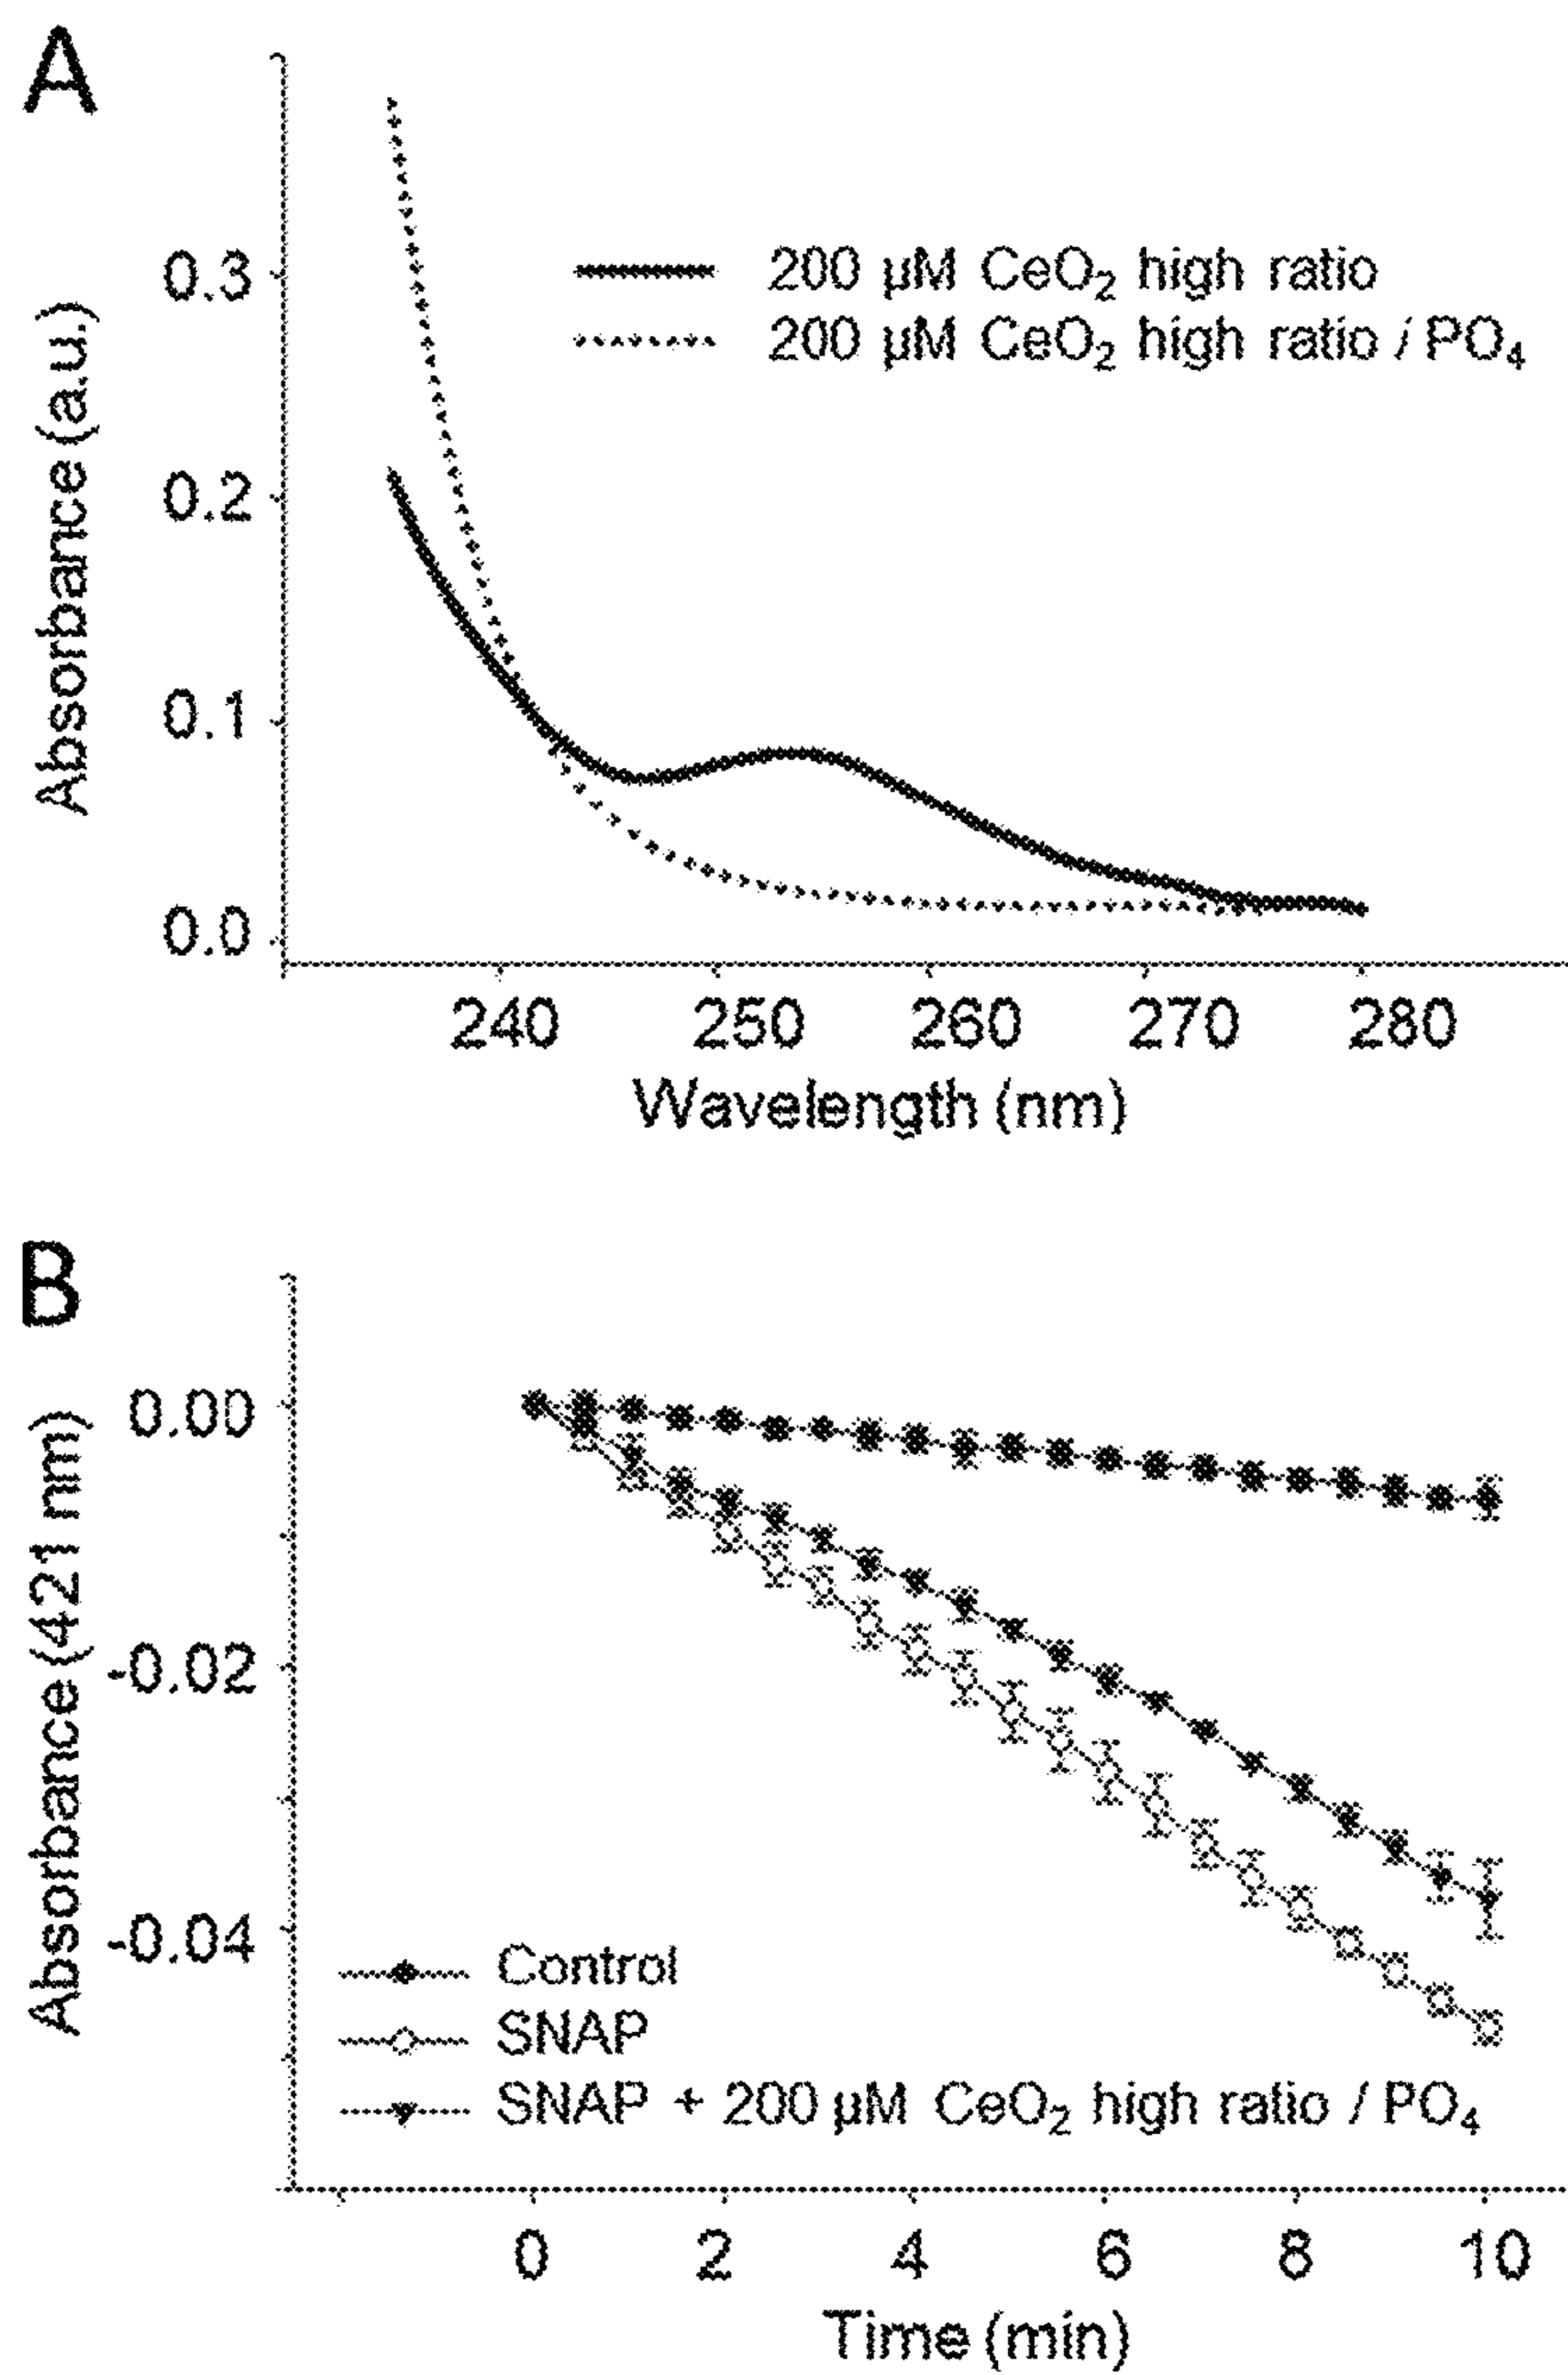 A
Absorbance (a.u.)
0.3
0.2
0.1
0.0
200 µM CeO₂ high ratio
200 µM CeO₂ high ratio / PO₄
240 250 260 270 280
Wavelength (nm)
B
Absorbance (421 nm)
0.00
-0.02
-0.04
Control
SNAP
SNAP + 200 µM CeO₂ high ratio / PO₄
0 2 4 6 8 10
Time (min)